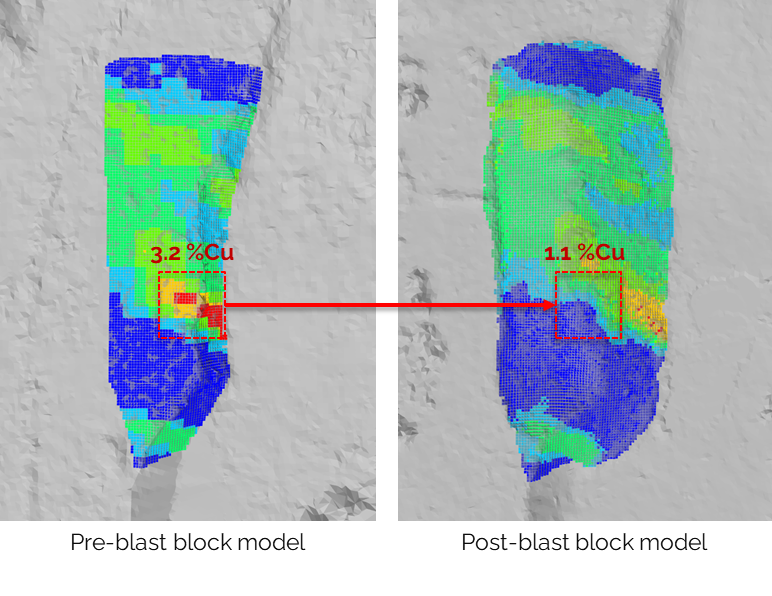 3.2 %Cu
1.1 %Cu
Pre-blast block model
Post-blast block model